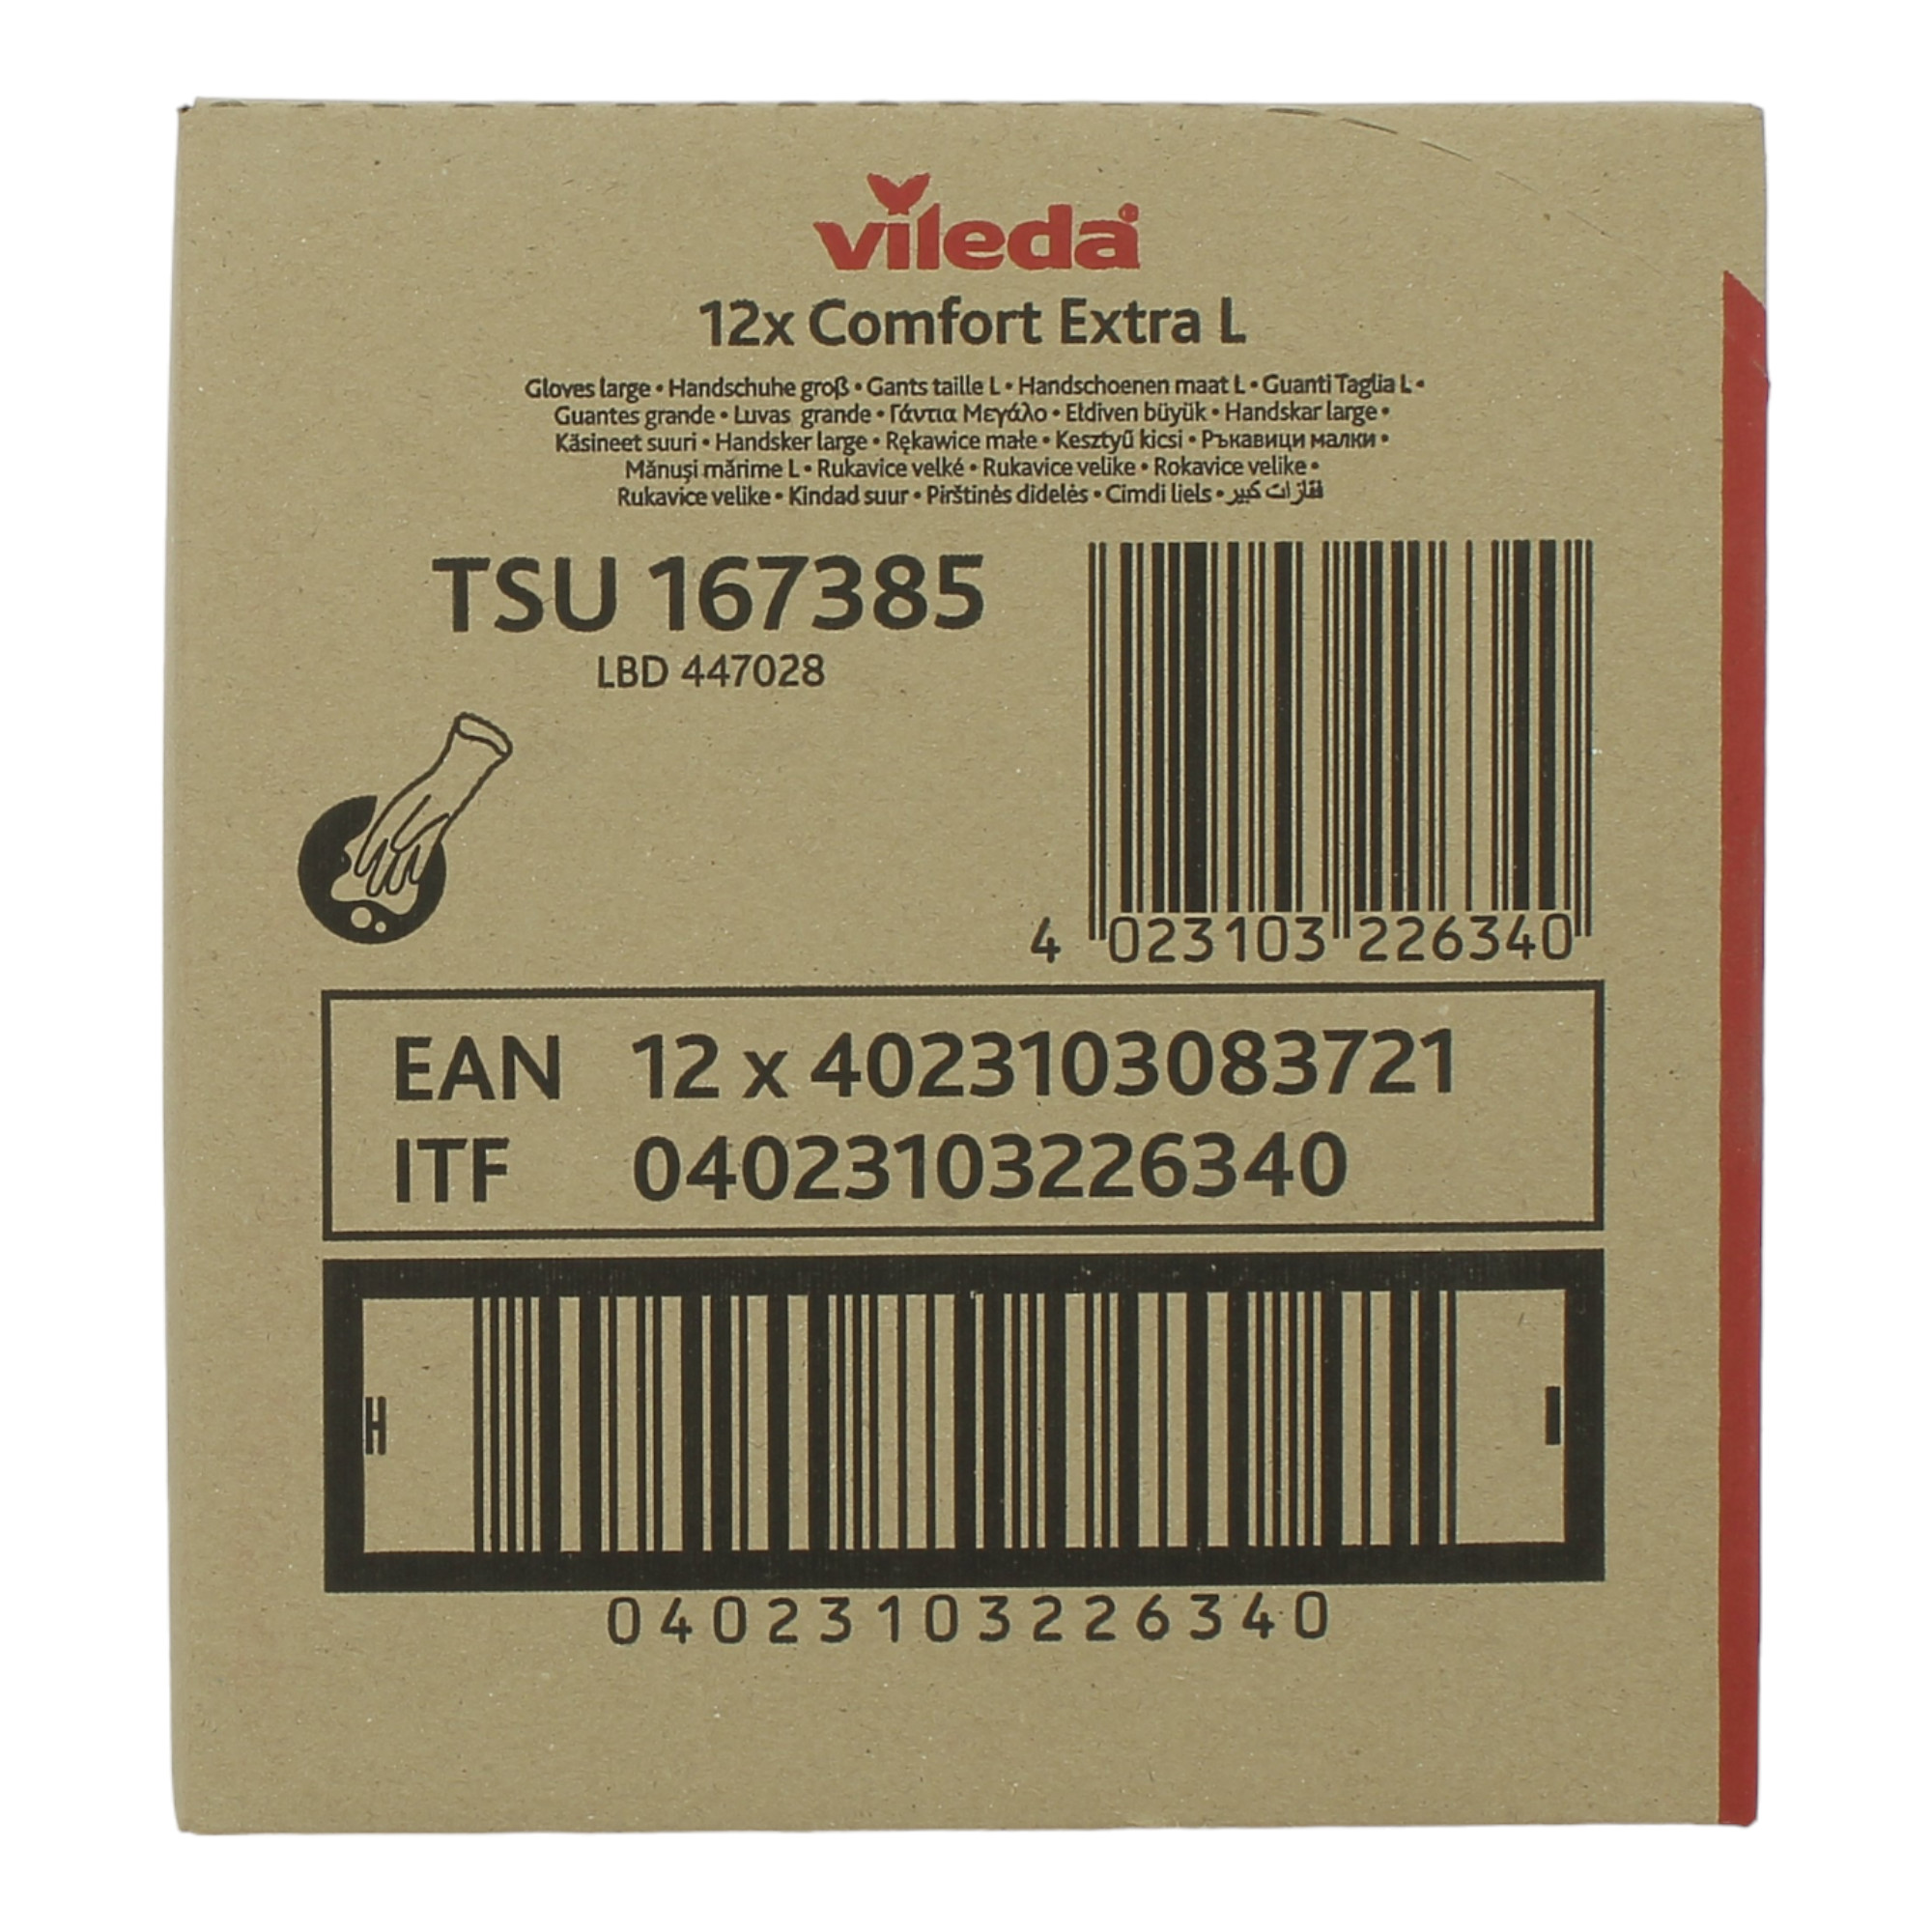 vileda®
12x Comfort Extra L
Gloves large • Handschuhe groß • Gants taille L • Handschoenen maat L • Guanti Taglia L •
Guantes grande • Luvas grande • Γάντια Μεγάλο • Eldiven büyük • Handskar large •
Käsineet suuri • Handsker large • Rękawice małe • Kesztyű kicsi • Ръкавици малки •
Mănuşi mărime L • Rukavice velké • Rukavice velike • Rokavice velike •
Rukavice velike • Kindad suur • Pirštinės didelės • Cimdi liels • قفازات كبير
TSU 167385
LBD 447028
4 023103 226340
EAN 12 x 4023103083721
ITF 04023103226340
H
04023103226340